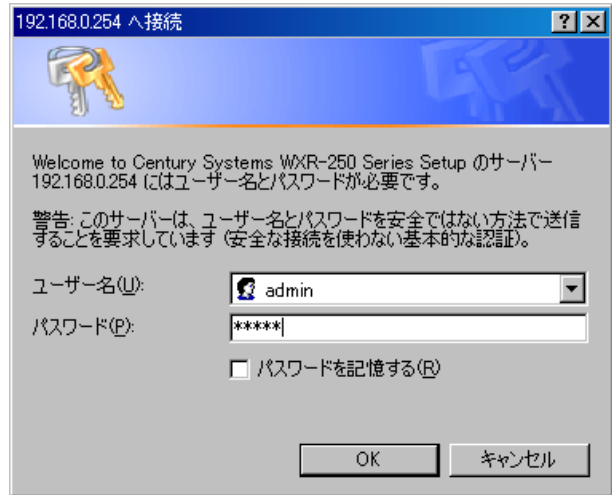 192.168.0.254 へ接続
Welcome to Century Systems WXR-250 Series Setup のサーバー
192.168.0.254 にはユーザー名とパスワードが必要です。
警告: このサーバーは、ユーザー名とパスワードを安全ではない方法で送信
することを要求しています (安全な接続を使わない基本的な認証)。
ユーザー名(U):
admin
パスワード(P):
*****
パスワードを記憶する(R)
OK
キャンセル